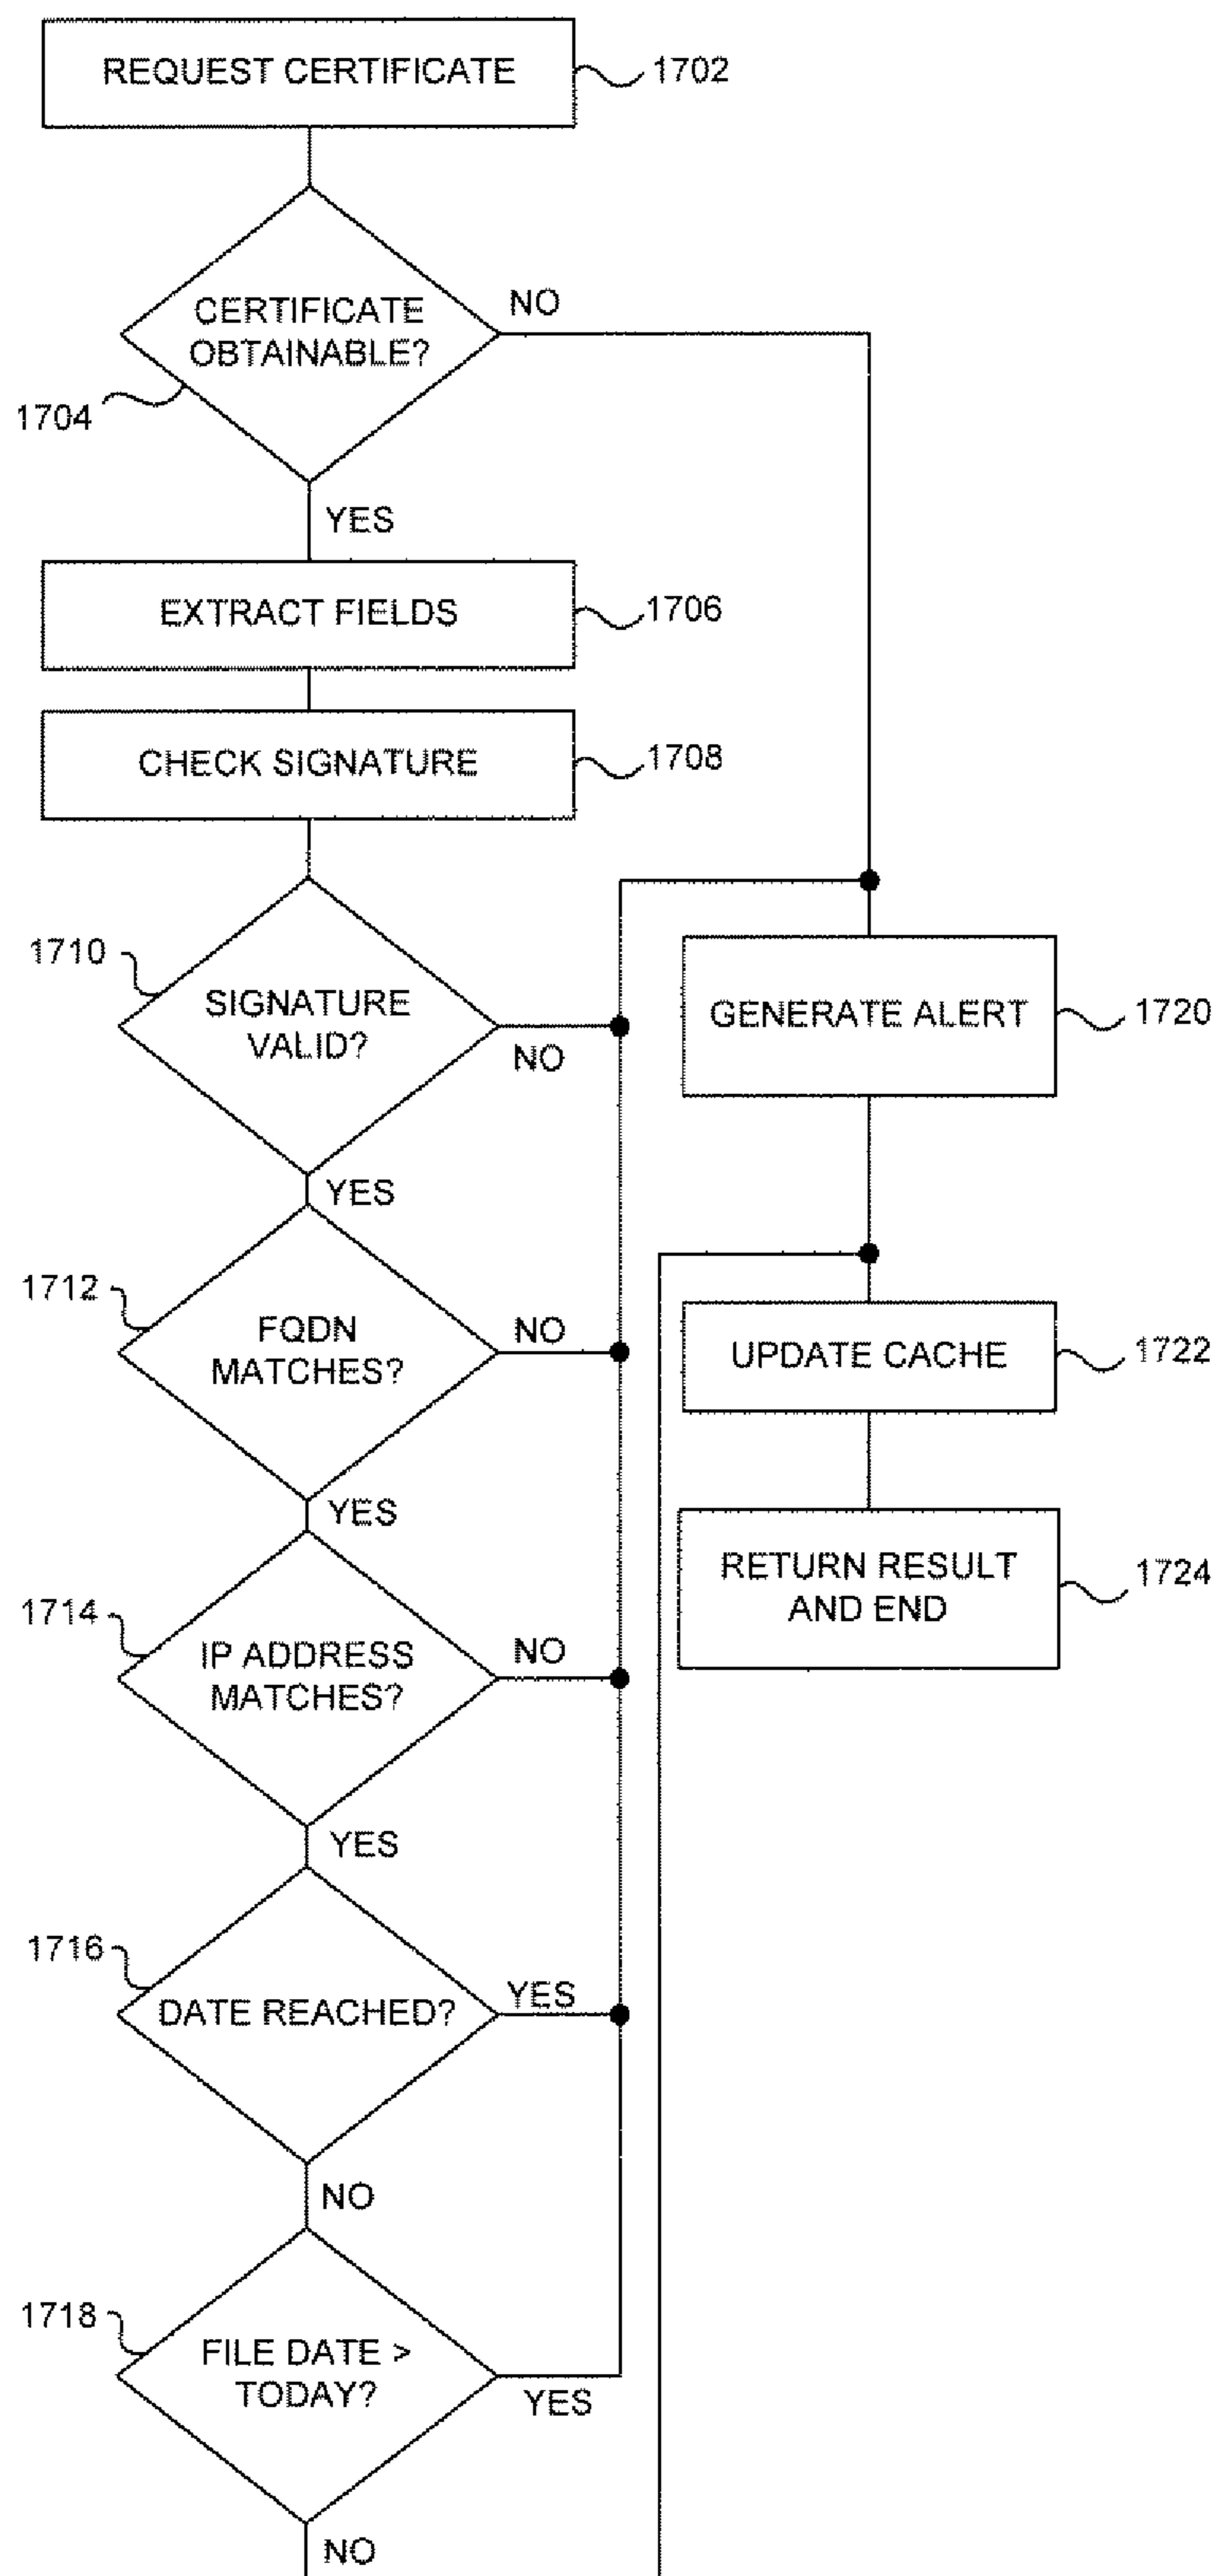 REQUEST CERTIFICATE
1702
CERTIFICATE
OBTAINABLE?
NO
1704
YES
EXTRACT FIELDS
1706
CHECK SIGNATURE
1708
1710
SIGNATURE
VALID?
NO
GENERATE ALERT
1720
YES
1712
FQDN
MATCHES?
NO
UPDATE CACHE
1722
YES
1714
IP ADDRESS
MATCHES?
NO
RETURN RESULT
AND END
1724
YES
1716
DATE REACHED?
YES
NO
1718
FILE DATE >
TODAY?
YES
NO